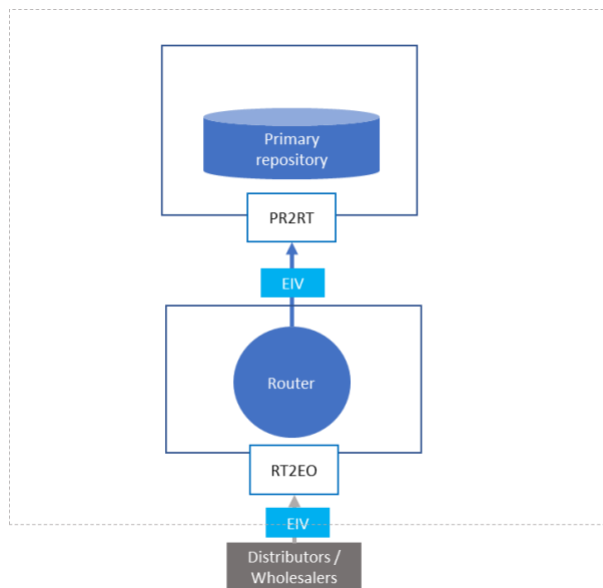 Primary
repository
PR2RT
EIV
Router
RT2EO
EIV
Distributors /
Wholesalers